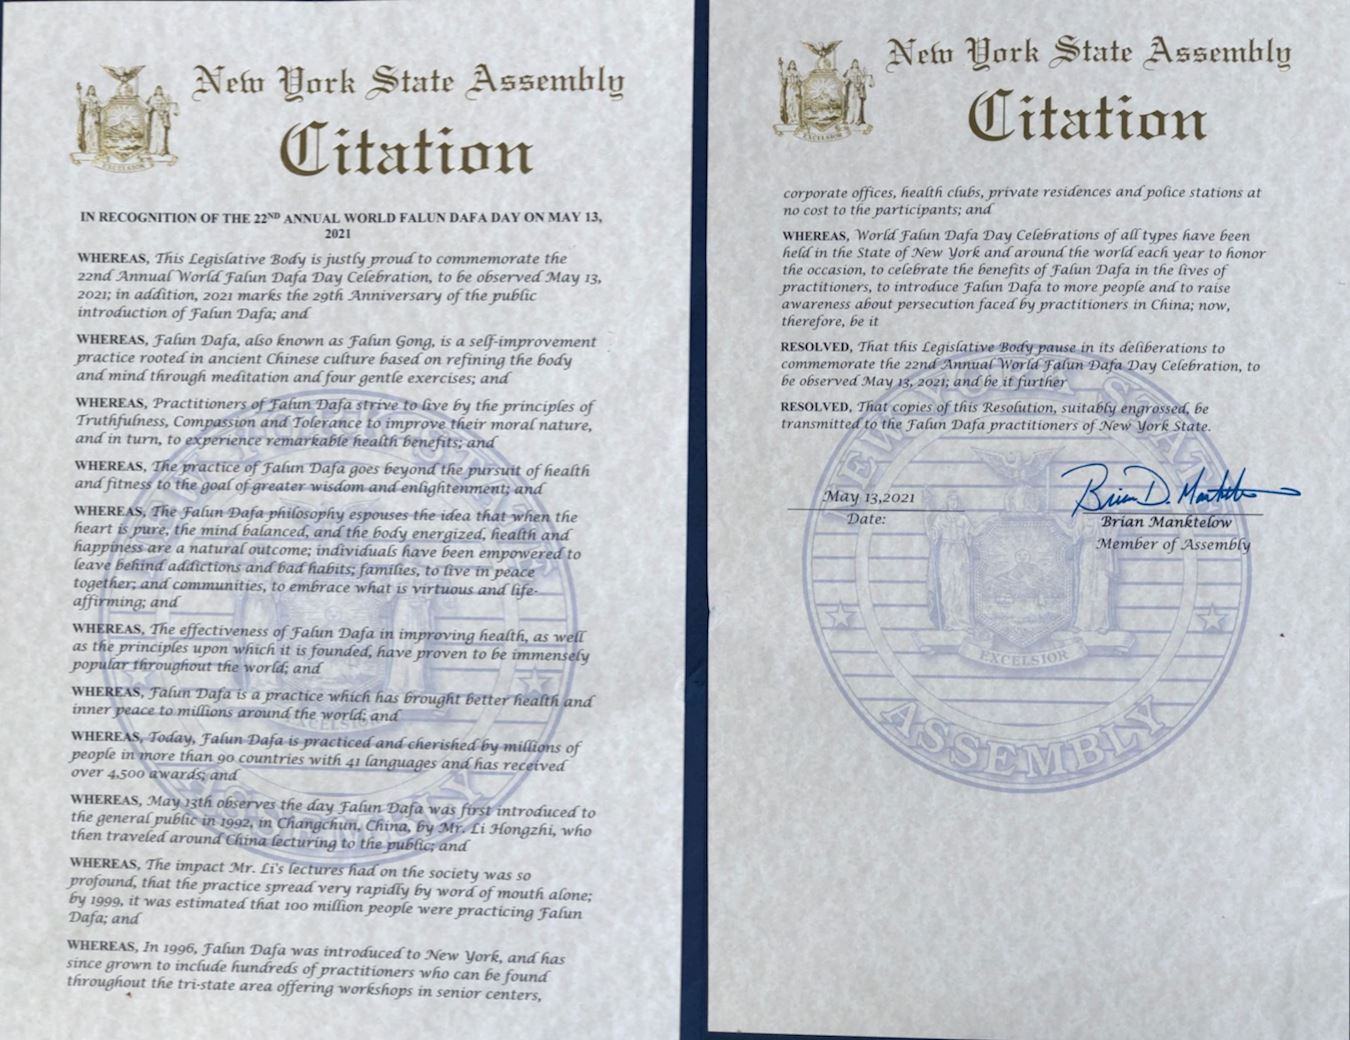 New York State Assembly
Citation
EXCELSIOR
IN RECOGNITION OF THE 22ND ANNUAL WORLD FALUN DAFA DAY ON MAY 13,
2021
WHEREAS, This Legislative Body is justly proud to commemorate the
22nd Annual World Falun Dafa Day Celebration, to be observed May 13,
2021; in addition, 2021 marks the 29th Anniversary of the public
introduction of Falun Dafa; and
WHEREAS, Falun Dafa, also known as Falun Gong, is a self-improvement
practice rooted in ancient Chinese culture based on refining the body
and mind through meditation and four gentle exercises; and
WHEREAS, Practitioners of Falun Dafa strive to live by the principles of
Truthfulness, Compassion and Tolerance to improve their moral nature,
and in turn, to experience remarkable health benefits; and
WHEREAS, The practice of Falun Dafa goes beyond the pursuit of health
and fitness to the goal of greater wisdom and enlightenment; and
WHEREAS, The Falun Dafa philosophy espouses the idea that when the
heart is pure, the mind balanced, and the body energized, health and
happiness are a natural outcome; individuals have been empowered to
leave behind addictions and bad habits; families, to live in peace
together; and communities, to embrace what is virtuous and life-
affirming; and
WHEREAS, The effectiveness of Falun Dafa in improving health, as well
as the principles upon which it is founded, have proven to be immensely
popular throughout the world; and
WHEREAS, Falun Dafa is a practice which has brought better health and
inner peace to millions around the world; and
WHEREAS, Today, Falun Dafa is practiced and cherished by millions of
people in more than 90 countries with 41 languages and has received
over 4,500 awards; and
WHEREAS, May 13th observes the day Falun Dafa was first introduced to
the general public in 1992, in Changchun, China, by Mr. Li Hongzhi, who
then traveled around China lecturing to the public; and
WHEREAS, The impact Mr. Li's lectures had on the society was so
profound, that the practice spread very rapidly by word of mouth alone;
by 1999, it was estimated that 100 million people were practicing Falun
Dafa; and
WHEREAS, In 1996, Falun Dafa was introduced to New York, and has
since grown to include hundreds of practitioners who can be found
throughout the tri-state area offering workshops in senior centers,
New York State Assembly
Citation
EXCELSIOR
corporate offices, health clubs, private residences and police stations at
no cost to the participants; and
WHEREAS, World Falun Dafa Day Celebrations of all types have been
held in the State of New York and around the world each year to honor
the occasion, to celebrate the benefits of Falun Dafa in the lives of
practitioners, to introduce Falun Dafa to more people and to raise
awareness about persecution faced by practitioners in China; now,
therefore, be it
RESOLVED, That this Legislative Body pause in its deliberations to
commemorate the 22nd Annual World Falun Dafa Day Celebration, to
be observed May 13, 2021; and be it further
RESOLVED, That copies of this Resolution, suitably engrossed, be
transmitted to the Falun Dafa practitioners of New York State.
May 13,2021
Date:
Brian D. Manktelow
Brian Manktelow
Member of Assembly
NEW YORK STATE
EXCELSIOR
ASSEMBLY